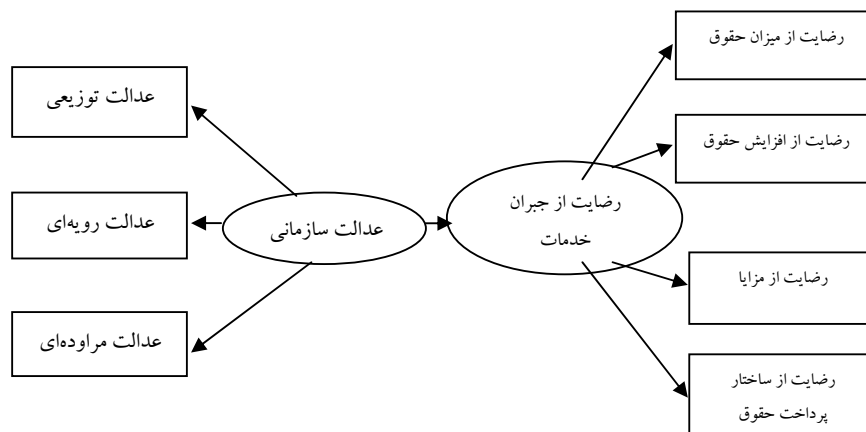 رضایت از میزان حقوق
رضایت از افزایش حقوق
رضایت از جبران
خدمات
رضایت از مزایا
رضایت از ساختار
پرداخت حقوق
عدالت سازمانی
عدالت توزیعی
عدالت رویه‌ای
عدالت مراوده‌ای